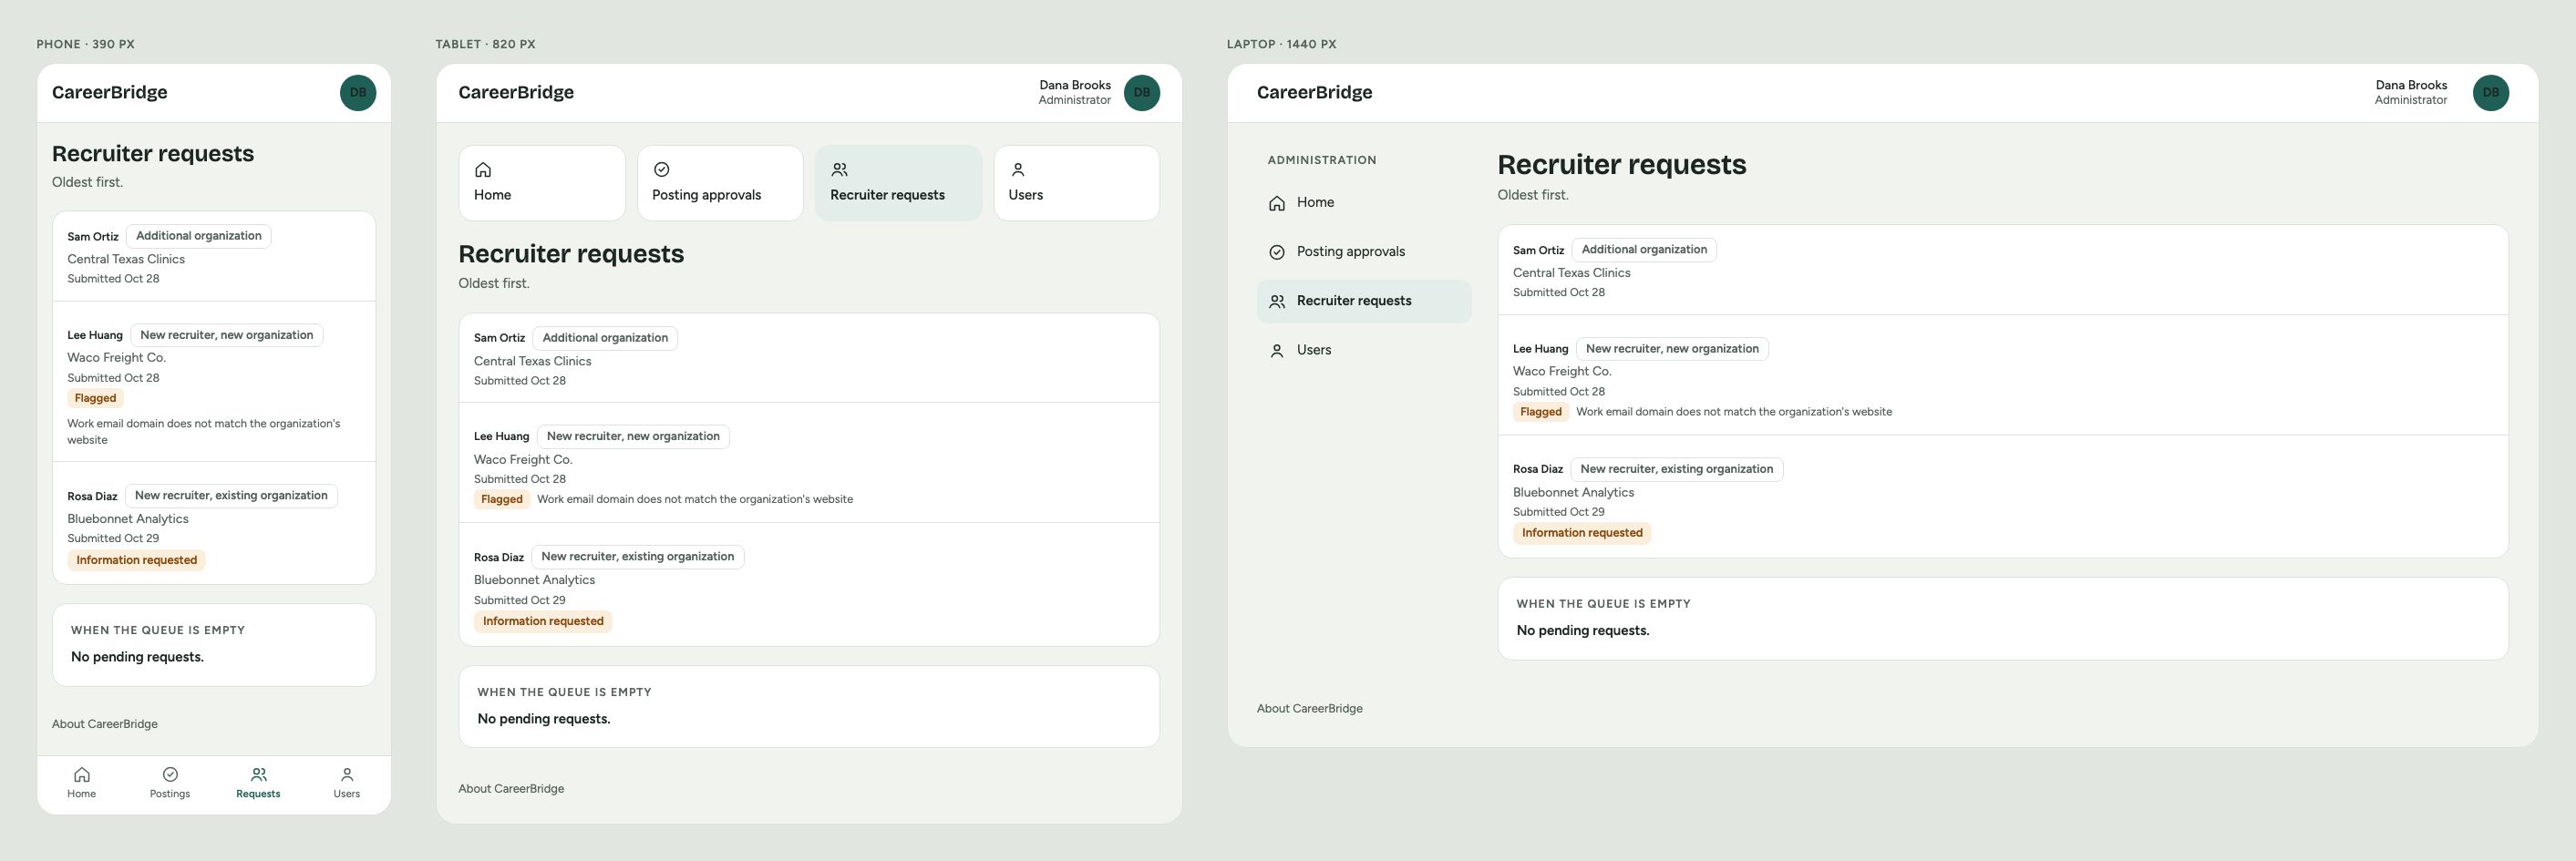 PHONE · 390 PX
CareerBridge
DB
Recruiter requests
Oldest first.
Sam Ortiz Additional organization
Central Texas Clinics
Submitted Oct 28
Lee Huang New recruiter, new organization
Waco Freight Co.
Submitted Oct 28
Flagged
Work email domain does not match the organization's
website
Rosa Diaz New recruiter, existing organization
Bluebonnet Analytics
Submitted Oct 29
Information requested
WHEN THE QUEUE IS EMPTY
No pending requests.
About CareerBridge
Home Postings Requests Users
TABLET · 820 PX
CareerBridge
Dana Brooks
Administrator
DB
Home Posting approvals Recruiter requests Users
Recruiter requests
Oldest first.
Sam Ortiz Additional organization
Central Texas Clinics
Submitted Oct 28
Lee Huang New recruiter, new organization
Waco Freight Co.
Submitted Oct 28
Flagged Work email domain does not match the organization's website
Rosa Diaz New recruiter, existing organization
Bluebonnet Analytics
Submitted Oct 29
Information requested
WHEN THE QUEUE IS EMPTY
No pending requests.
About CareerBridge
LAPTOP · 1440 PX
CareerBridge
Dana Brooks
Administrator
DB
ADMINISTRATION
Home
Posting approvals
Recruiter requests
Users
Recruiter requests
Oldest first.
Sam Ortiz Additional organization
Central Texas Clinics
Submitted Oct 28
Lee Huang New recruiter, new organization
Waco Freight Co.
Submitted Oct 28
Flagged Work email domain does not match the organization's website
Rosa Diaz New recruiter, existing organization
Bluebonnet Analytics
Submitted Oct 29
Information requested
WHEN THE QUEUE IS EMPTY
No pending requests.
About CareerBridge